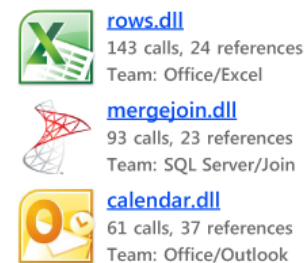 rows.dll
143 calls, 24 references
Team: Office/Excel
mergejoin.dll
93 calls, 23 references
Team: SQL Server/Join
calendar.dll
61 calls, 37 references
Team: Office/Outlook